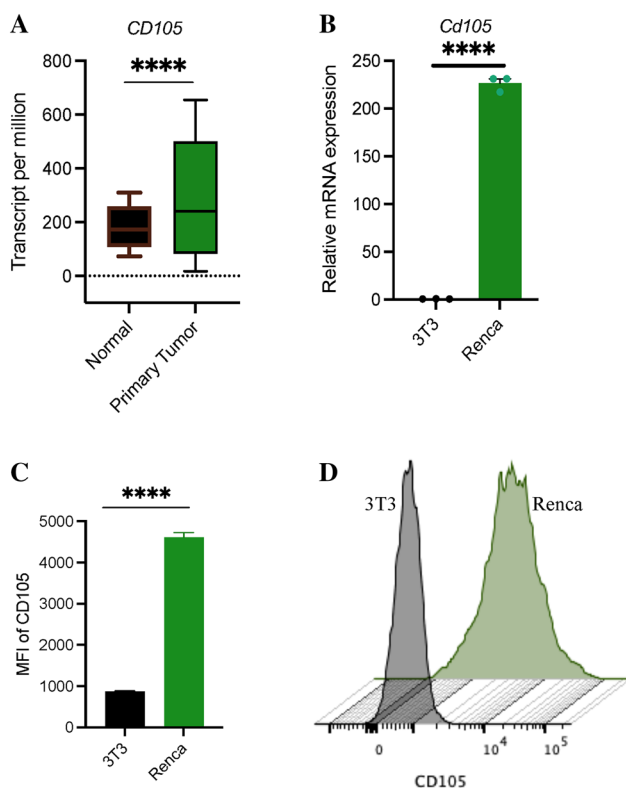 A
CD105
****
Transcript per million
800
600
400
200
0
Normal
Primary Tumor
B
Cd105
****
Relative mRNA expression
250
200
150
100
50
0
3T3
Renca
C
****
MFI of CD105
5000
4000
3000
2000
1000
0
3T3
Renca
D
3T3
Renca
0
10^4
10^5
CD105